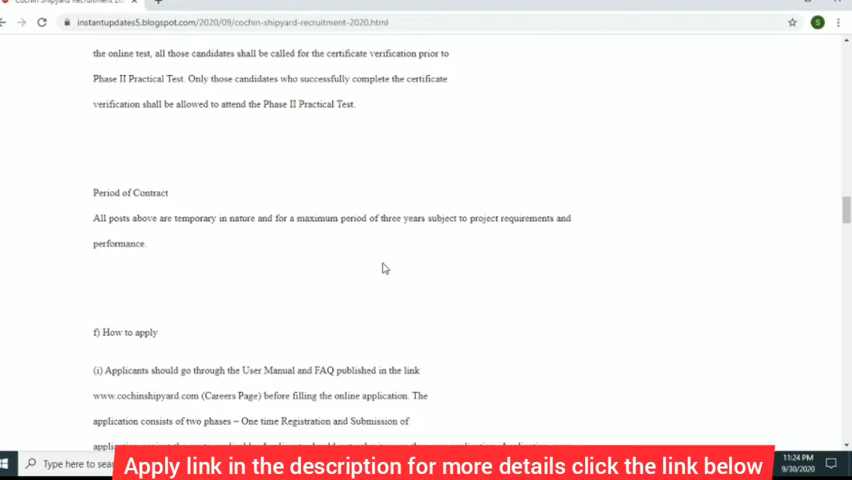 Cochin Shipyard Recruitment 2020
instantupdates5.blogspot.com/2020/09/cochin-shipyard-recruitment-2020.html
S
the online test, all those candidates shall be called for the certificate verification prior to
Phase II Practical Test. Only those candidates who successfully complete the certificate
verification shall be allowed to attend the Phase II Practical Test.
Period of Contract
All posts above are temporary in nature and for a maximum period of three years subject to project requirements and
performance.
f) How to apply
(i) Applicants should go through the User Manual and FAQ published in the link
www.cochinshipyard.com (Careers Page) before filling the online application. The
application consists of two phases – One time Registration and Submission of
Type here to sea
11:24 PM
9/30/2020
Apply link in the description for more details click the link below